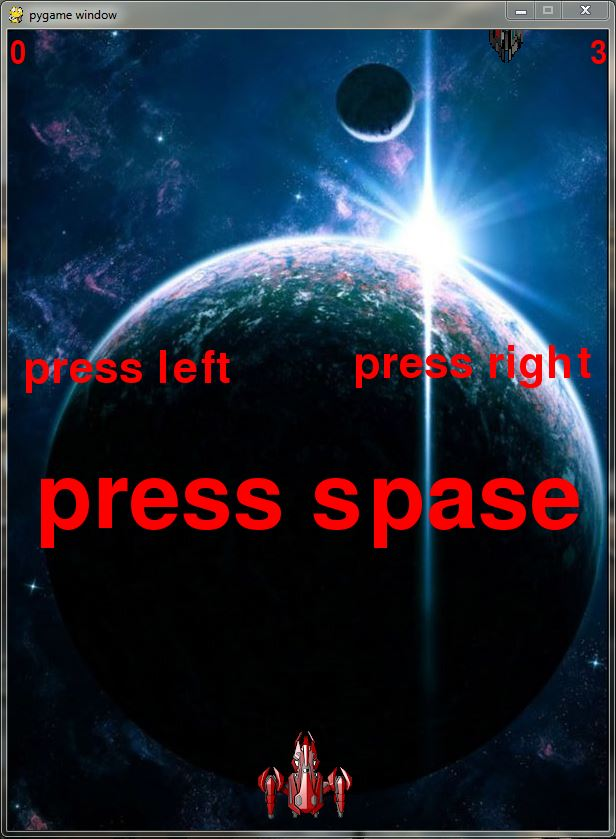 pygame window
0 3
press left press right
press spase